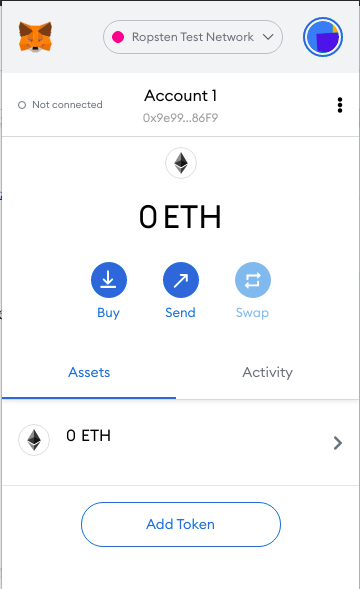 Ropsten Test Network
Not connected
Account 1
0x9e99...86F9
0 ETH
Buy
Send
Swap
Assets
Activity
0 ETH
Add Token